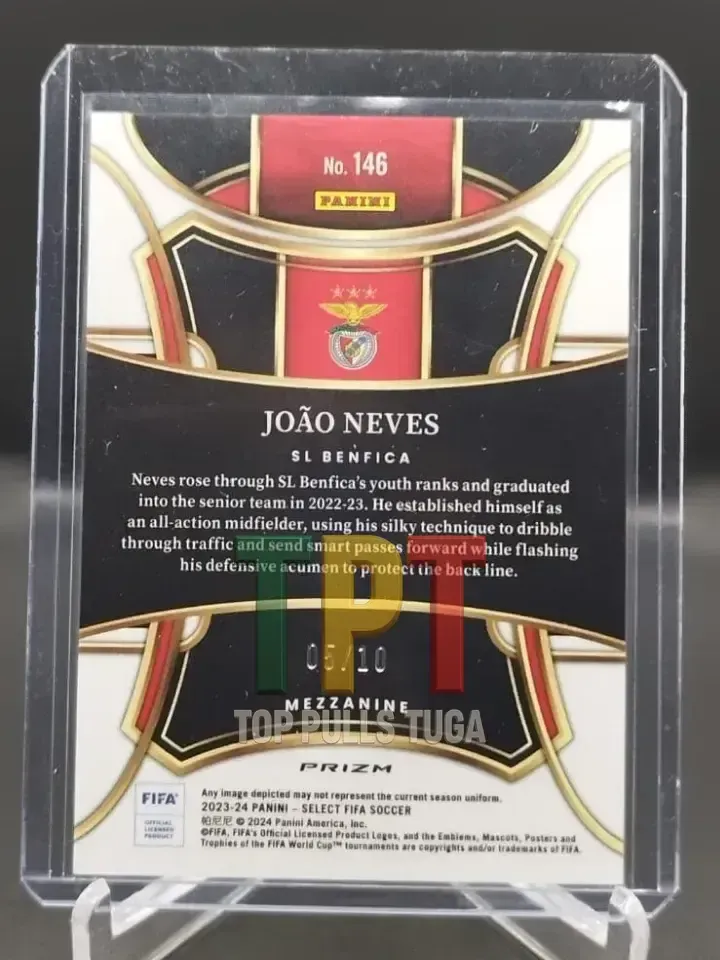 No. 146
PANINI
JOÃO NEVES
SL BENFICA
Neves rose through SL Benfica's youth ranks and graduated
into the senior team in 2022-23. He established himself as
an all-action midfielder, using his silky technique to dribble
through traffic and send smart passes forward while flashing
his defensive acumen to protect the back line.
TPT
05/10
MEZZANINE
TOP PULLS TUGA
PRIZM
FIFA
OFFICIAL
LICENSED
PRODUCT
Any image depicted may not represent the current season uniform.
2023-24 PANINI – SELECT FIFA SOCCER
帕尼尼 © 2024 Panini America, Inc.
©FIFA, FIFA's Official Licensed Product Logos, and the Emblems, Mascots, Posters and
Trophies of the FIFA World Cup™ tournaments are copyrights and/or trademarks of FIFA.